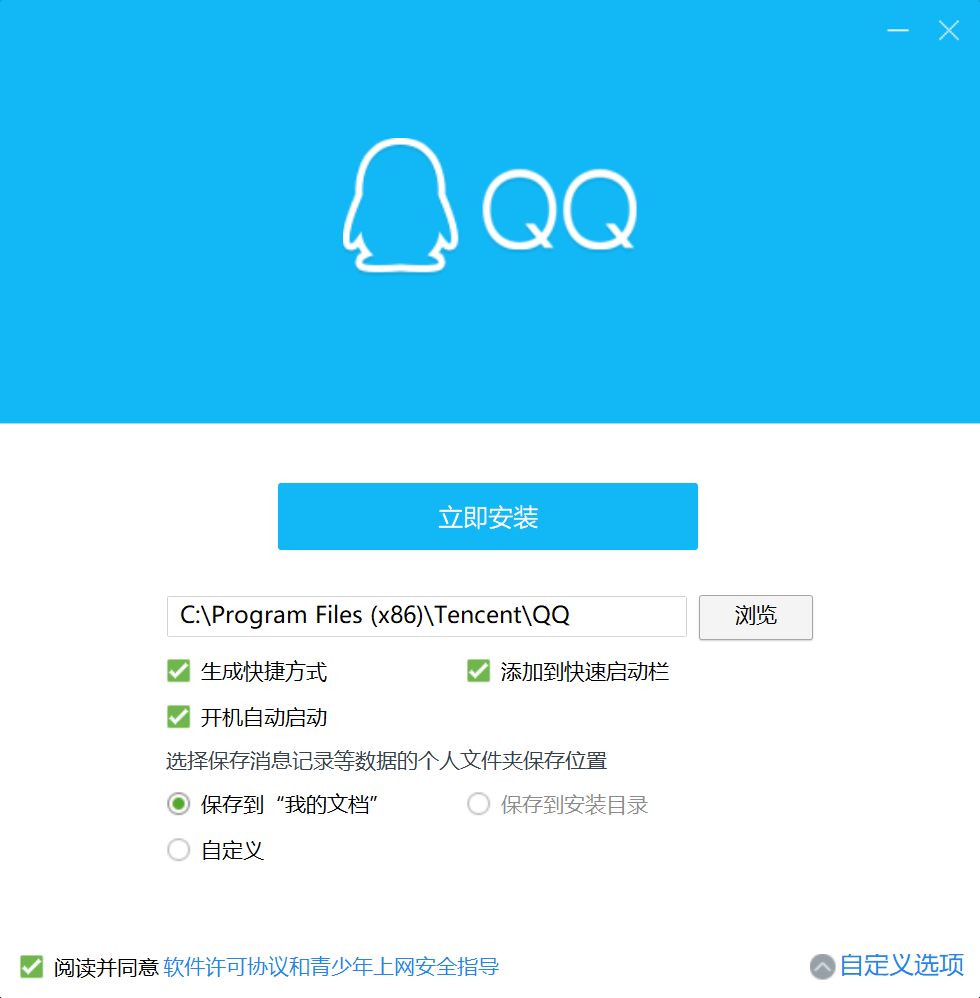 QQ
立即安装
C:\Program Files (x86)\Tencent\QQ 浏览
生成快捷方式 添加到快速启动栏
开机自动启动
选择保存消息记录等数据的个人文件夹保存位置
保存到“我的文档” 保存到安装目录
自定义
阅读并同意软件许可协议和青少年上网安全指导 自定义选项